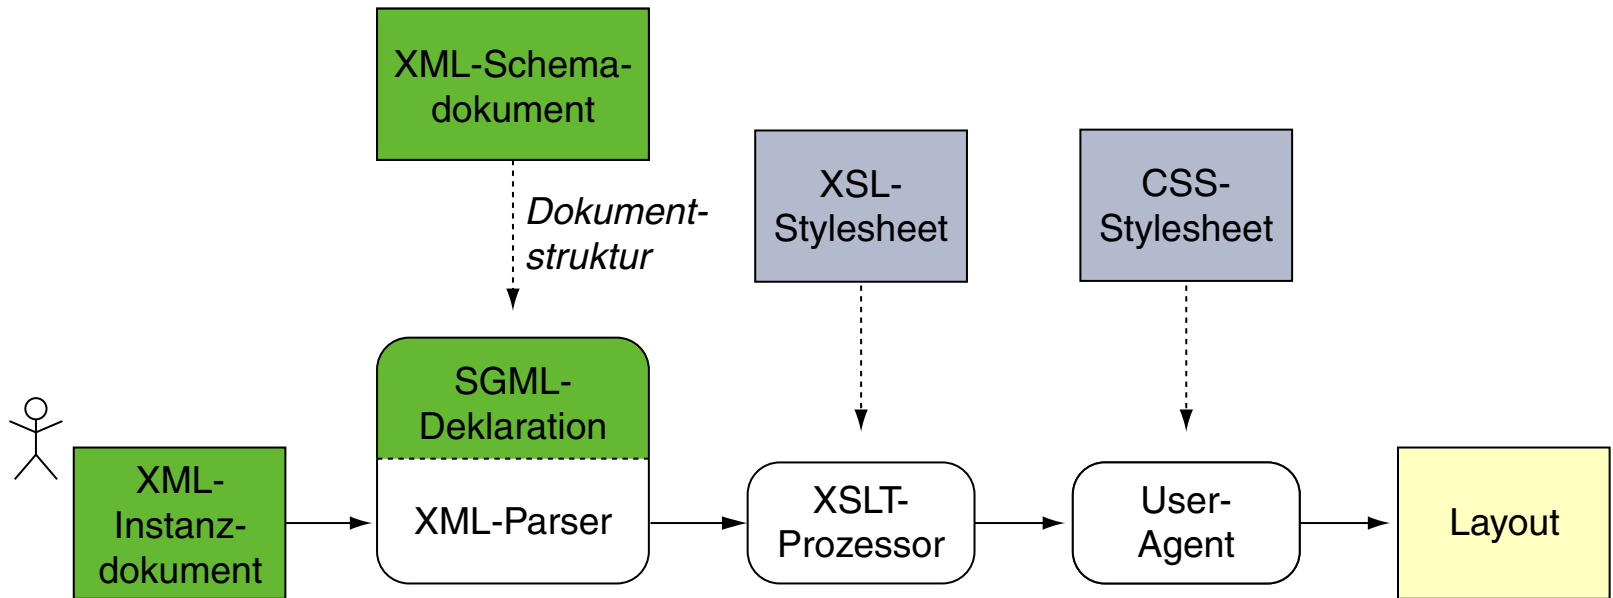 XML-Schema-
dokument
XSL-
Stylesheet
CSS-
Stylesheet
Dokument-
struktur
SGML-
Deklaration
XML-
Instanz-
dokument
XML-Parser
XSLT-
Prozessor
User-
Agent
Layout